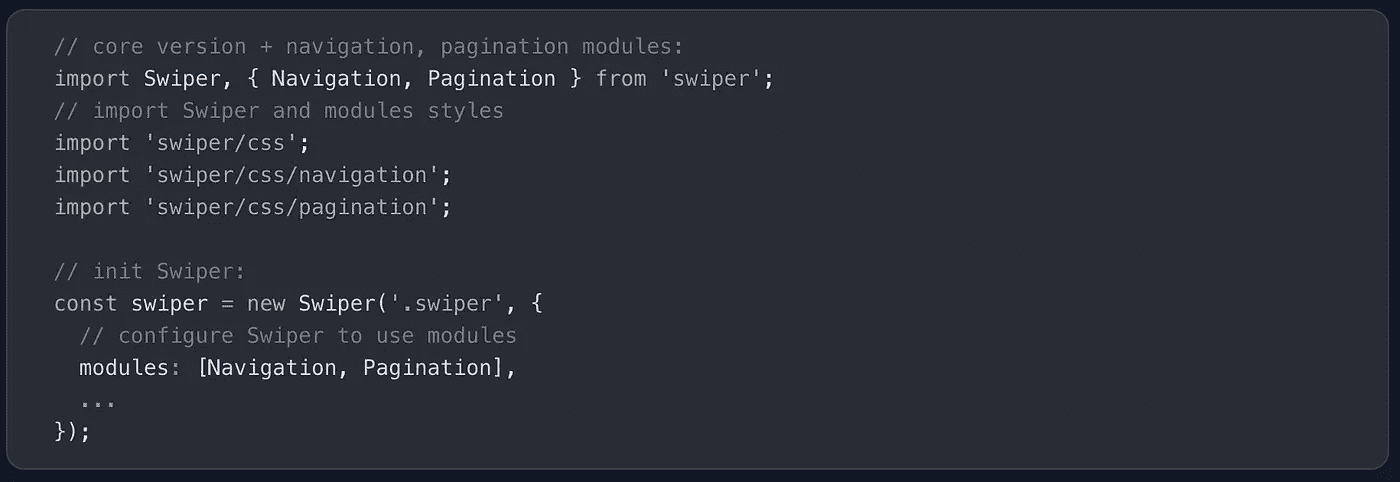 // core version + navigation, pagination modules:
import Swiper, { Navigation, Pagination } from 'swiper';
// import Swiper and modules styles
import 'swiper/css';
import 'swiper/css/navigation';
import 'swiper/css/pagination';

// init Swiper:
const swiper = new Swiper('.swiper', {
  // configure Swiper to use modules
  modules: [Navigation, Pagination],
  ...
});